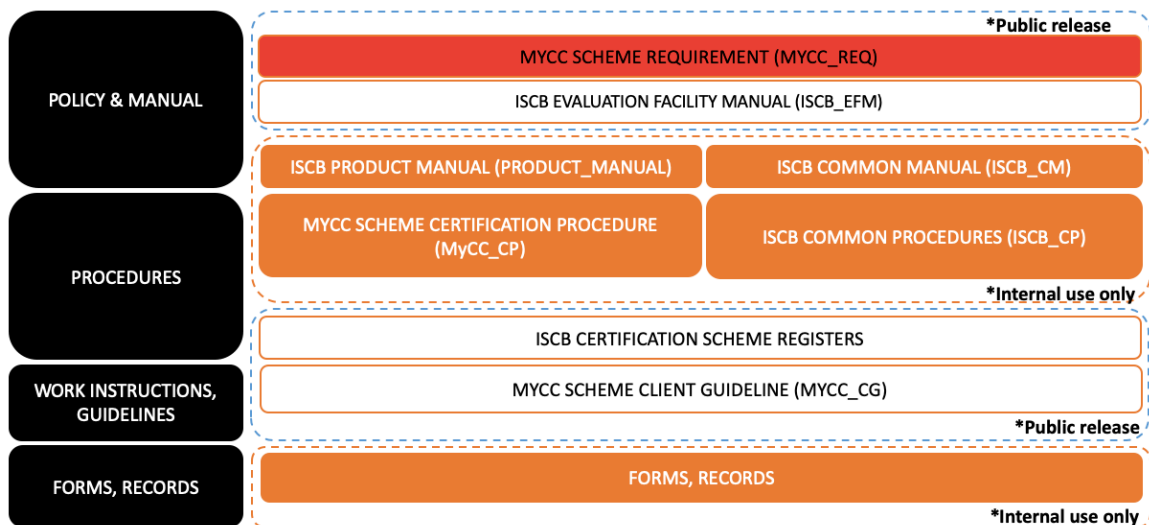 *Public release
POLICY & MANUAL
MYCC SCHEME REQUIREMENT (MYCC_REQ)
ISCB EVALUATION FACILITY MANUAL (ISCB_EFM)
ISCB PRODUCT MANUAL (PRODUCT_MANUAL)
ISCB COMMON MANUAL (ISCB_CM)
PROCEDURES
MYCC SCHEME CERTIFICATION PROCEDURE
(MyCC_CP)
ISCB COMMON PROCEDURES (ISCB_CP)
*Internal use only
ISCB CERTIFICATION SCHEME REGISTERS
WORK INSTRUCTIONS,
GUIDELINES
MYCC SCHEME CLIENT GUIDELINE (MYCC_CG)
*Public release
FORMS, RECORDS
FORMS, RECORDS
*Internal use only